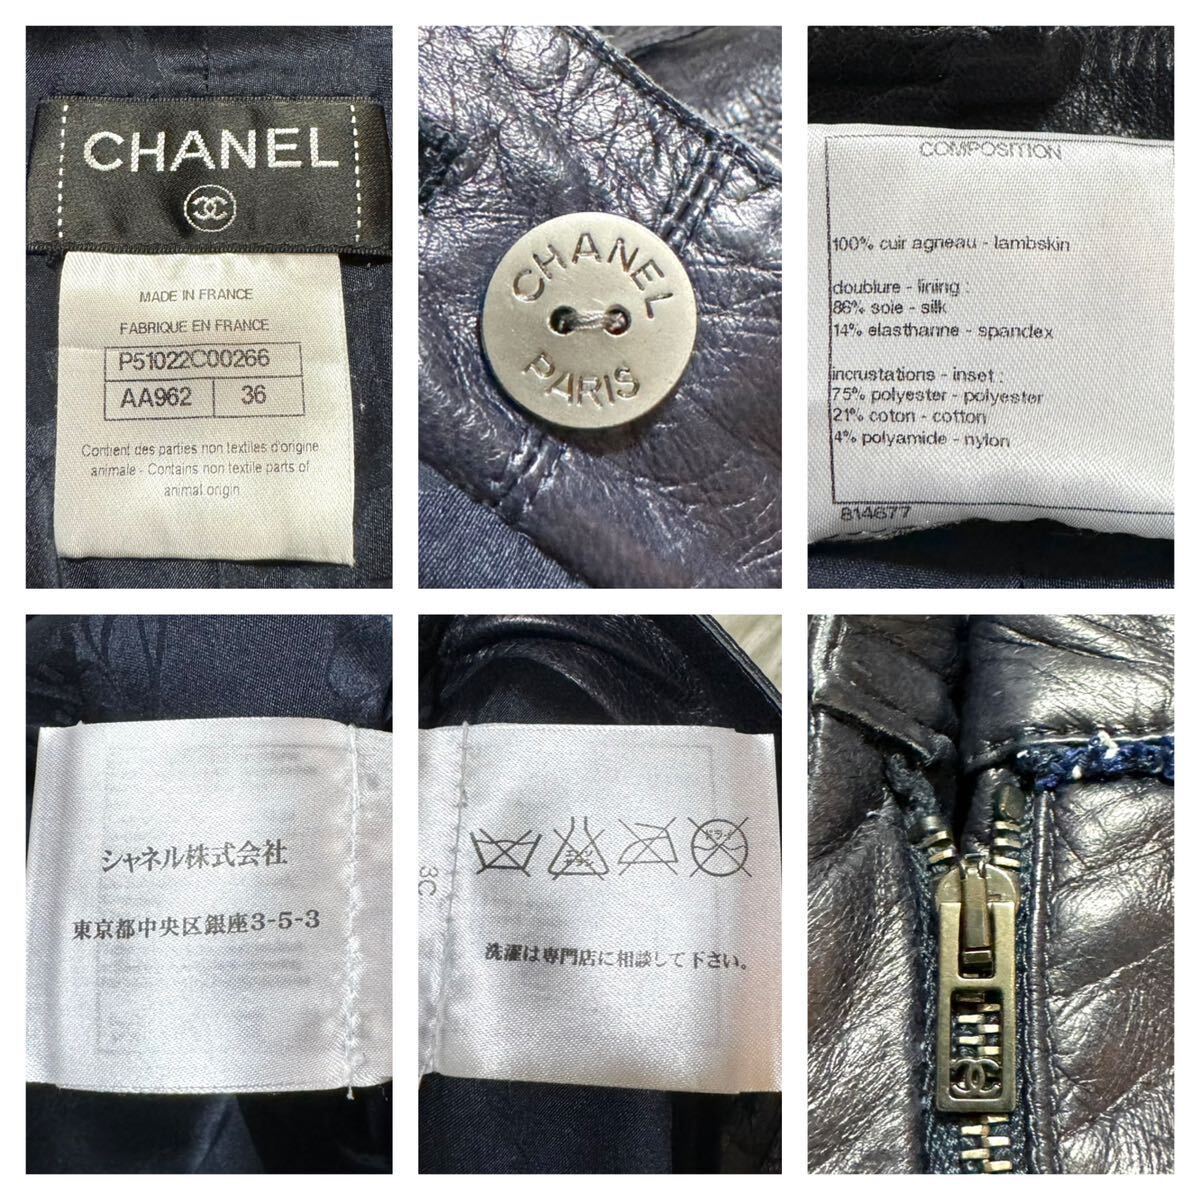 CHANEL
MADE IN FRANCE
FABRIQUE EN FRANCE
P51022C00266
AA962 36
Contient des parties non textiles d'origine
animale - Contains non textile parts of
animal origin
CHANEL
PARIS
COMPOSITION
100% cuir agneau - lambskin
doublure - lining :
86% soie - silk
14% elasthanne - spandex
incrustations - inset :
75% polyester - polyester
21% coton - cotton
4% polyamide - nylon
814677
シャネル株式会社
東京都中央区銀座3-5-3
3C
ドライ
洗濯は専門店に相談して下さい。